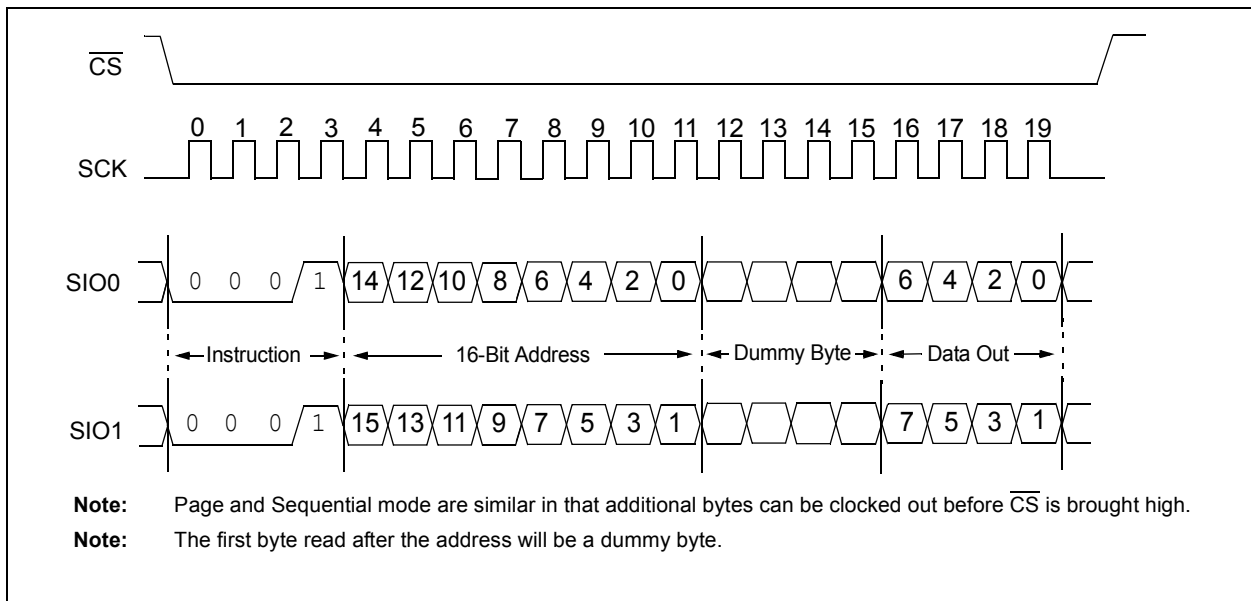 CS
0 1 2 3 4 5 6 7 8 9 10 11 12 13 14 15 16 17 18 19
SCK
SIO0 0 0 0 1 14 12 10 8 6 4 2 0 6 4 2 0
Instruction 16-Bit Address Dummy Byte Data Out
SIO1 0 0 0 1 15 13 11 9 7 5 3 1 7 5 3 1
Note: Page and Sequential mode are similar in that additional bytes can be clocked out before CS is brought high.
Note: The first byte read after the address will be a dummy byte.